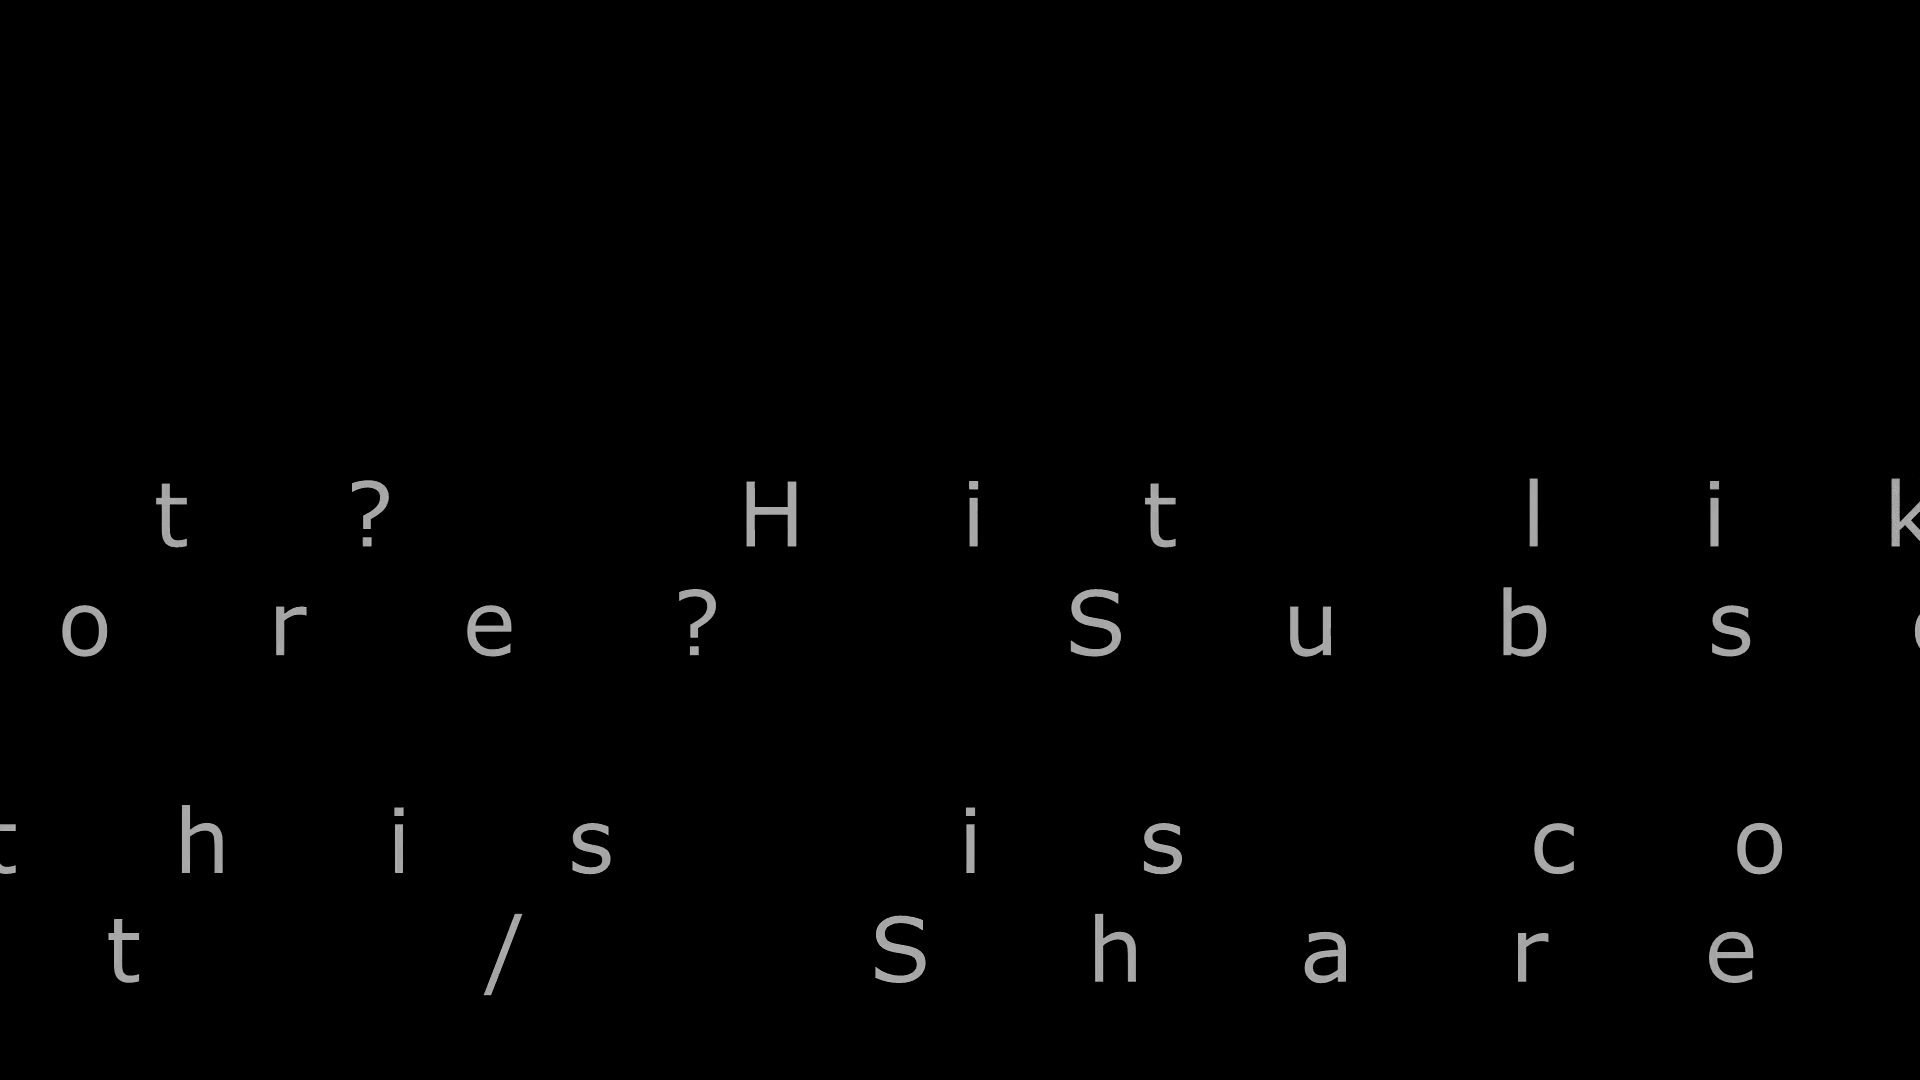 t? Hit lik
ore? Subs
this is co
t / Share